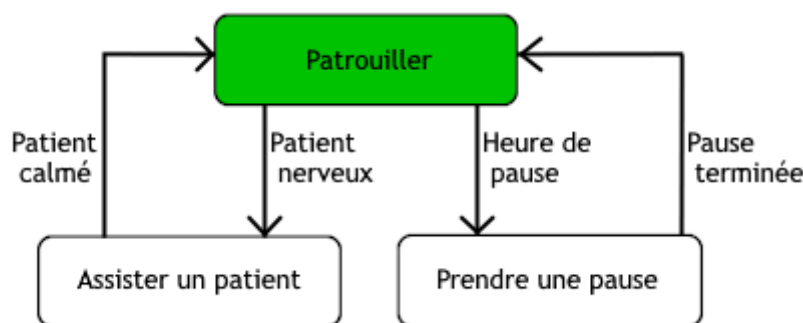 Patrouiller
Patient
calmé
Patient
nerveux
Heure de
pause
Pause
terminée
Assister un patient
Prendre une pause